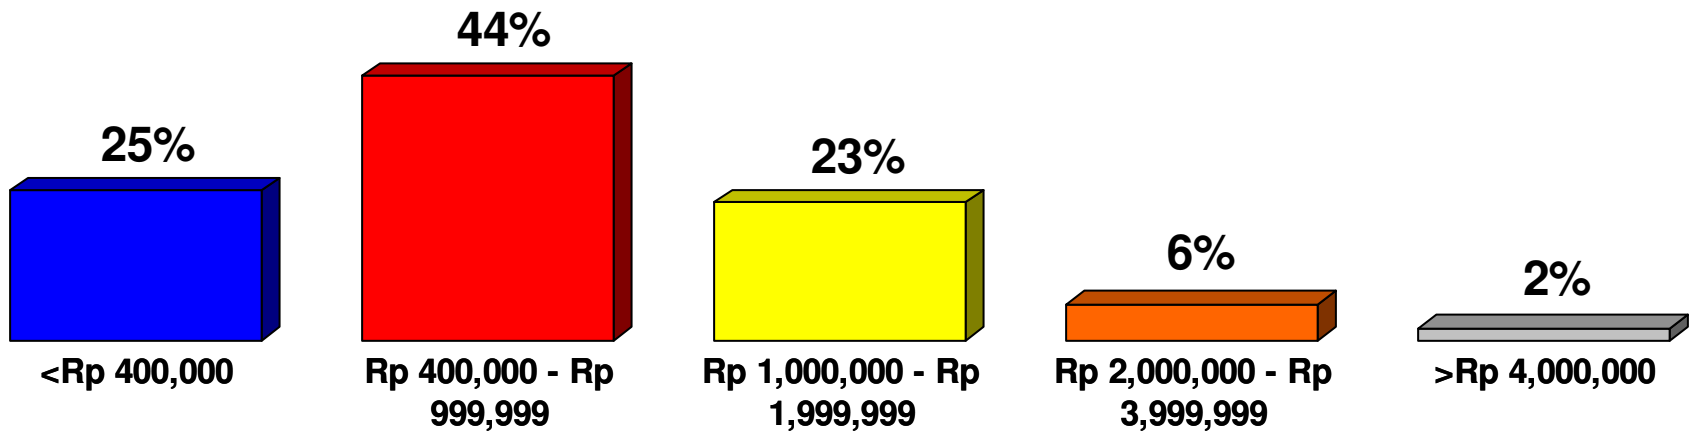 44%
25%
23%
6%
2%
<Rp 400,000
Rp 400,000 - Rp
999,999
Rp 1,000,000 - Rp
1,999,999
Rp 2,000,000 - Rp
3,999,999
>Rp 4,000,000